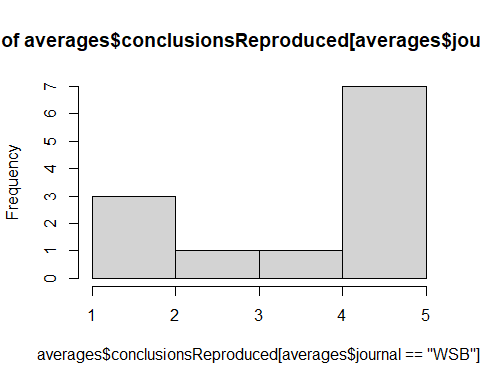 of averages$conclusionsReproduced[averages$jou
Frequency
7
6
5
4
3
2
1
0
1 2 3 4 5
averages$conclusionsReproduced[averages$journal == "WSB"]